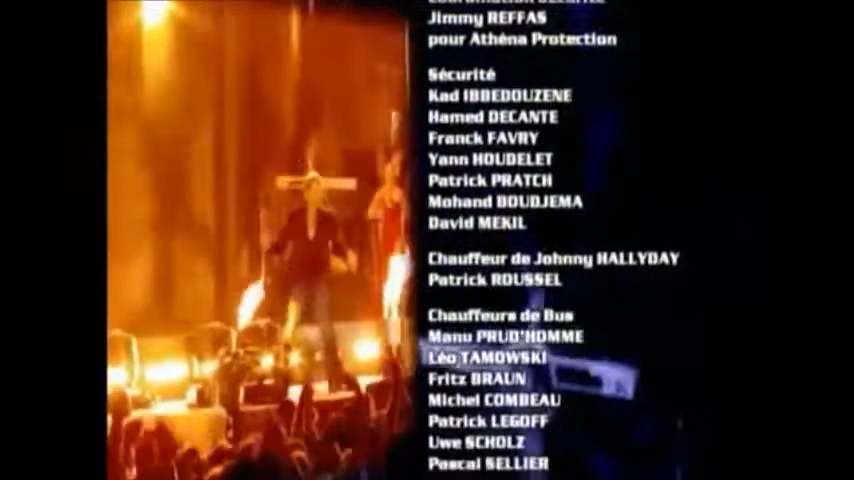 Jimmy REFFAS
pour Athéna Protection
Sécurité
Kad IBBEDOUZENE
Hamed DECANTE
Franck FAVRY
Yann HOUDELET
Patrick PRATCH
Mohand BOUDJEMA
David MEKIL
Chauffeur de Johnny HALLYDAY
Patrick ROUSSEL
Chauffeurs de Bus
Manu PRUD'HOMME
Léo TAMOWSKI
Fritz BRAUN
Michel COMBEAU
Patrick LEGOFF
Uwe SCHOLZ
Pascal SELLIER